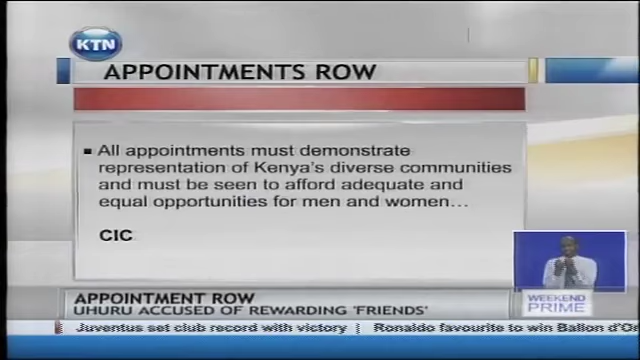 KTN
APPOINTMENTS ROW
▪ All appointments must demonstrate
representation of Kenya's diverse communities
and must be seen to afford adequate and
equal opportunities for men and women...
CIC
WEEKEND
PRIME
APPOINTMENT ROW
UHURU ACCUSED OF REWARDING 'FRIENDS'
Juventus set club record with victory | Ronaldo favourite to win Ballon d'Or